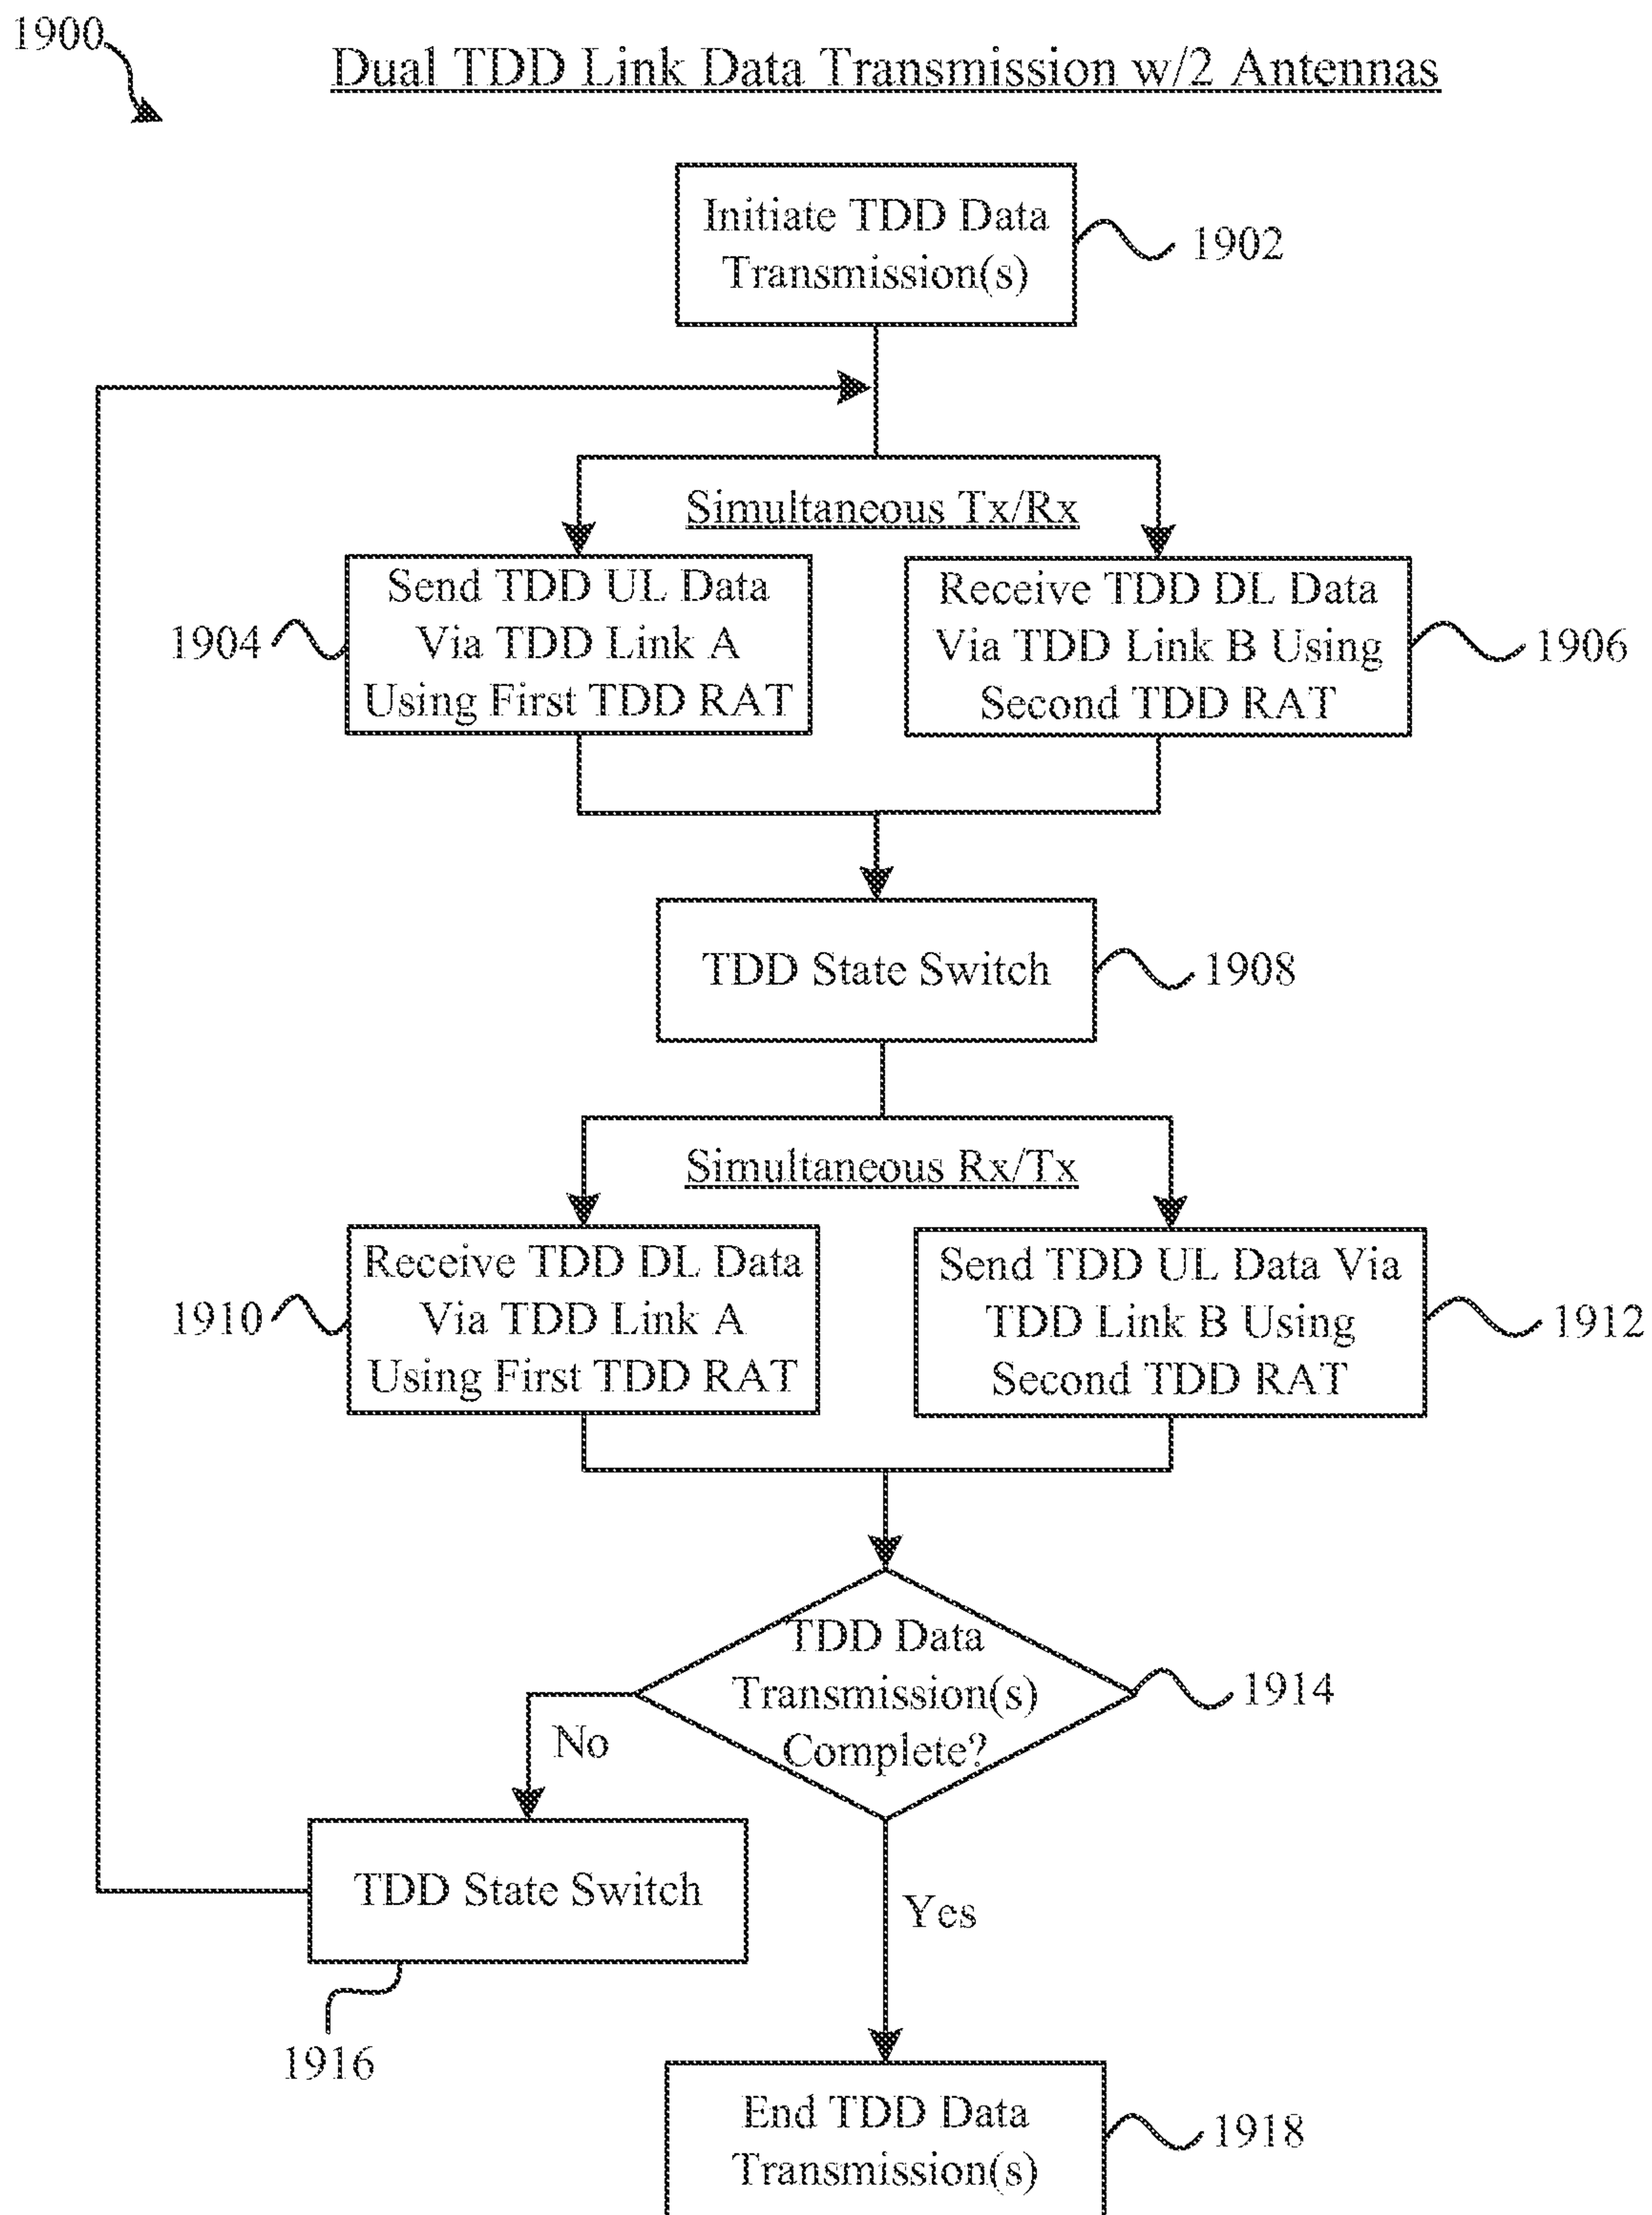 1900
Dual TDD Link Data Transmission w/2 Antennas
Initiate TDD Data
Transmission(s)
1902
Simultaneous Tx/Rx
Send TDD UL Data
Via TDD Link A
Using First TDD RAT
1904
Receive TDD DL Data
Via TDD Link B Using
Second TDD RAT
1906
TDD State Switch
1908
Simultaneous Rx/Tx
Receive TDD DL Data
Via TDD Link A
Using First TDD RAT
1910
Send TDD UL Data Via
TDD Link B Using
Second TDD RAT
1912
TDD Data
Transmission(s)
Complete?
1914
No
TDD State Switch
1916
Yes
End TDD Data
Transmission(s)
1918